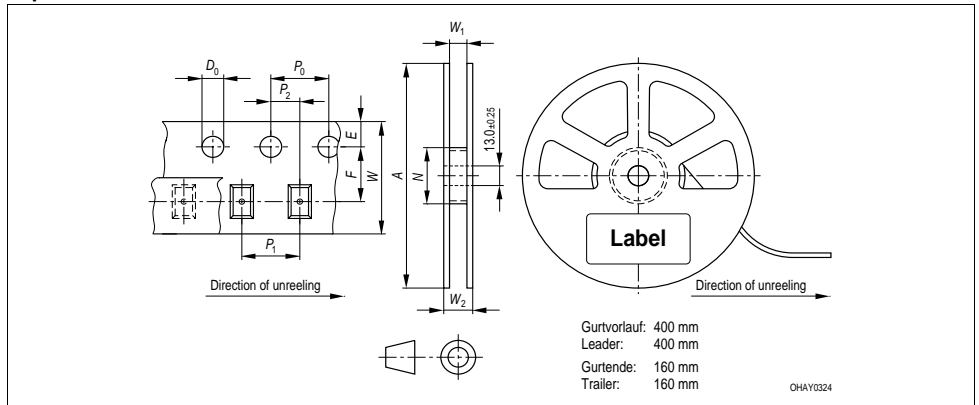 D0
P0
P2
E
F
W
P1
Direction of unreeling
W1
A
N
13.0±0.25
W2
Label
Direction of unreeling
Gurtvorlauf: 400 mm
Leader: 400 mm
Gurtende: 160 mm
Trailer: 160 mm
OHAY0324